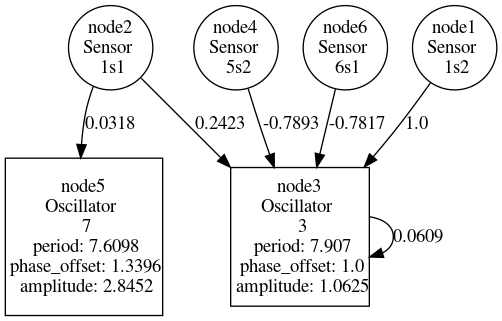 node2
Sensor
1s1
node4
Sensor
5s2
node6
Sensor
6s1
node1
Sensor
1s2
0.0318
0.2423
-0.7893
-0.7817
1.0
node5
Oscillator
7
period: 7.6098
phase_offset: 1.3396
amplitude: 2.8452
node3
Oscillator
3
period: 7.907
phase_offset: 1.0
amplitude: 1.0625
0.0609